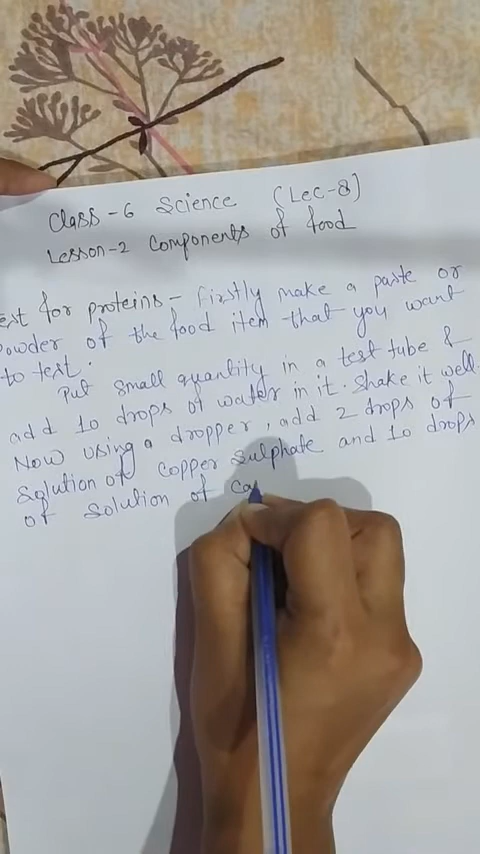 Class-6 Science (Lec-8)
Lesson-2 Components of food
est for proteins - Firstly make a paste or
powder of the food item that you want
to test.
Put small quantity in a test tube &
add 10 drops of water in it. Shake it well.
Now using a dropper, add 2 drops of
solution of copper sulphate and 10 drops
of solution of ca